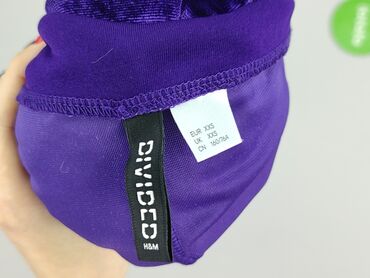 EUR XXS
UK XXS
CN 160/76A
DIVIDED
H&M